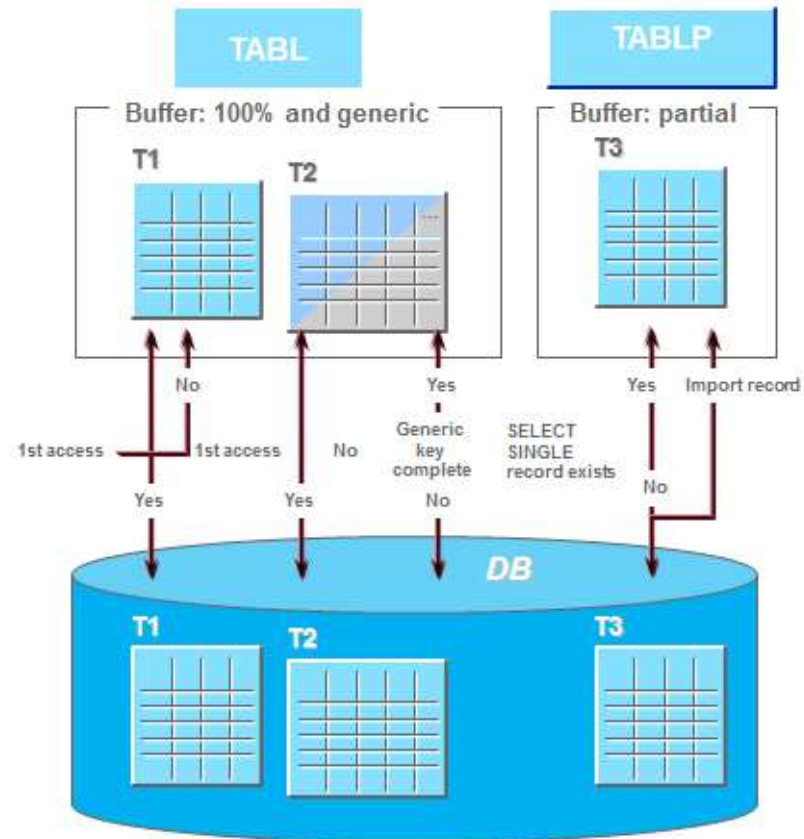 TABL
TABLP
Buffer: 100% and generic
Buffer: partial
T1
T2
...
T3
No
Yes
Yes
Import record
1st access
1st access
No
Generic
key
complete
SELECT
SINGLE
record exists
Yes
Yes
No
No
DB
T1
T2
T3